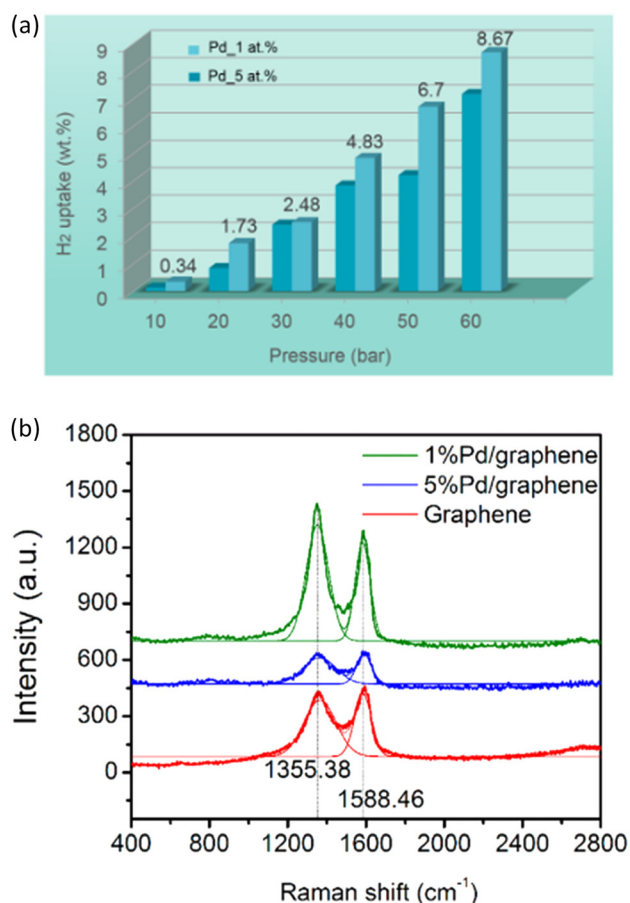 (a)
Pd_1 at.%
Pd_5 at.%
H2 uptake (wt.%)
9
8
7
6
5
4
3
2
1
0
0.34
1.73
2.48
4.83
6.7
8.67
10 20 30 40 50 60
Pressure (bar)
(b)
1%Pd/graphene
5%Pd/graphene
Graphene
Intensity (a.u.)
1800
1500
1200
900
600
300
0
1355.38
1588.46
400 800 1200 1600 2000 2400 2800
Raman shift (cm⁻¹)